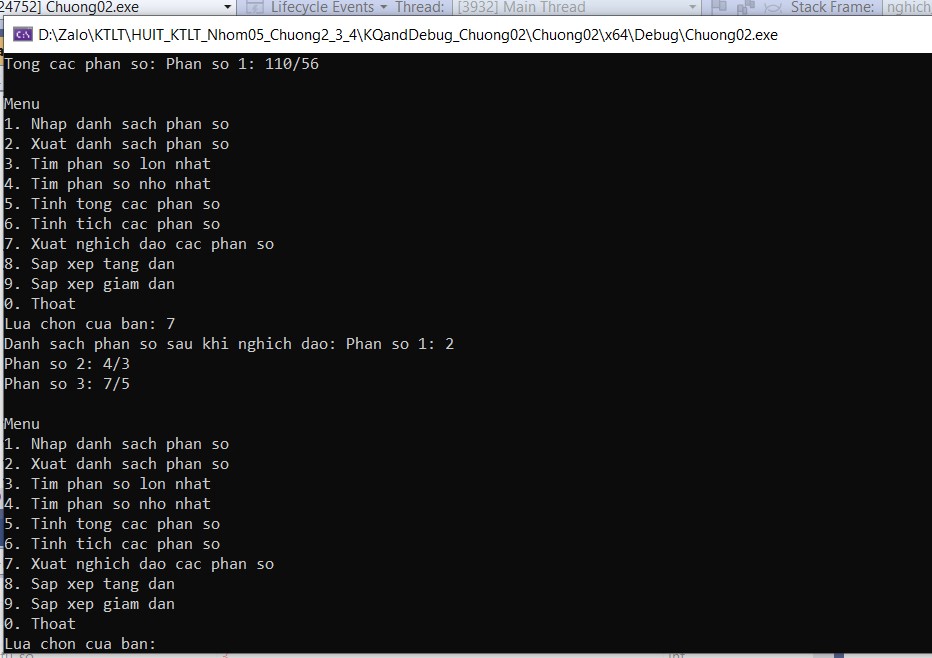 24752] Chuong02.exe Lifecycle Events Thread: [3932] Main Thread Stack Frame: nghich
D:\Zalo\KTLT\HUIT_KTLT_Nhom05_Chuong2_3_4\KQandDebug_Chuong02\Chuong02\x64\Debug\Chuong02.exe
Tong cac phan so: Phan so 1: 110/56
Menu
1. Nhap danh sach phan so
2. Xuat danh sach phan so
3. Tim phan so lon nhat
4. Tim phan so nho nhat
5. Tinh tong cac phan so
6. Tinh tich cac phan so
7. Xuat nghich dao cac phan so
8. Sap xep tang dan
9. Sap xep giam dan
0. Thoat
Lua chon cua ban: 7
Danh sach phan so sau khi nghich dao: Phan so 1: 2
Phan so 2: 4/3
Phan so 3: 7/5
Menu
1. Nhap danh sach phan so
2. Xuat danh sach phan so
3. Tim phan so lon nhat
4. Tim phan so nho nhat
5. Tinh tong cac phan so
6. Tinh tich cac phan so
7. Xuat nghich dao cac phan so
8. Sap xep tang dan
9. Sap xep giam dan
0. Thoat
Lua chon cua ban: